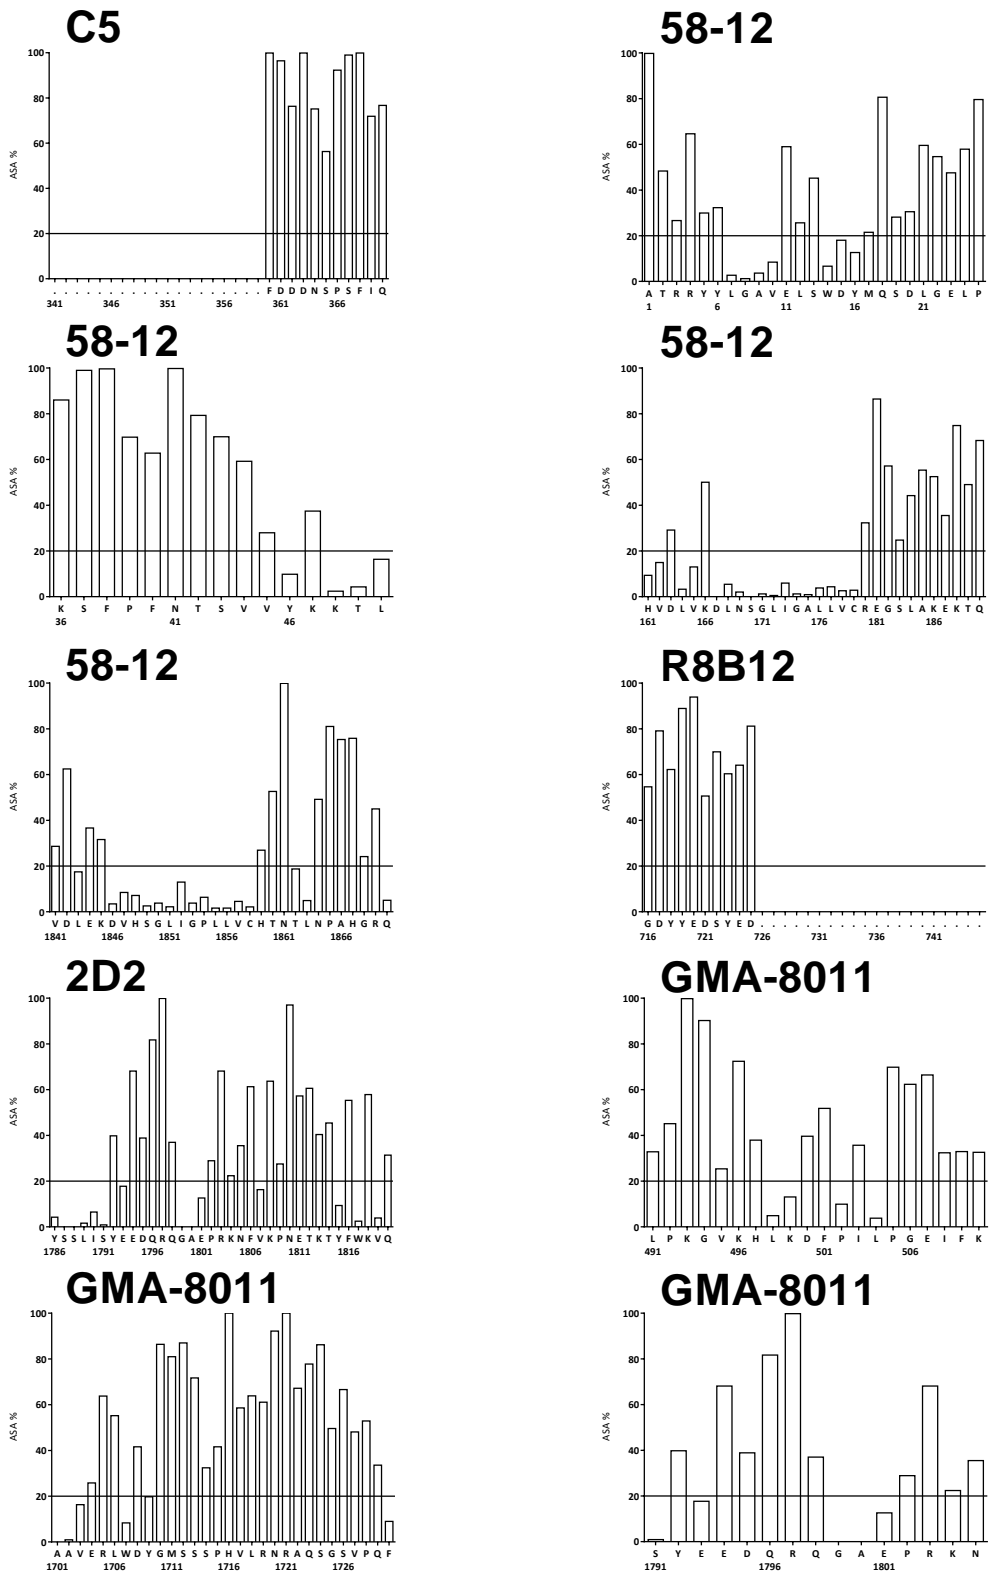 C5
100
80
60
40
20
0
ASA %
. . . . . . . . . . . . . . . . . . . F D D D N S P S F I Q
341 346 351 356 361 366
58-12
100
80
60
40
20
0
ASA %
A T R R Y Y L G A V E L S W D Y M Q S D L G E L P
1 6 11 16 21
58-12
100
80
60
40
20
0
ASA %
K S F P F N T S V V Y K K T L
36 41 46
58-12
100
80
60
40
20
0
ASA %
H V D L V K D L N S G L I G A L L V C R E G S L A K E K T Q
161 166 171 176 181 186
58-12
100
80
60
40
20
0
ASA %
V D L E K D V H S G L I G P L L V C H T N T L N P A H G R Q
1841 1846 1851 1856 1861 1866
R8B12
100
80
60
40
20
0
ASA %
G D Y Y E D S Y E D . . . . . . . . . . . . . . . . . . . .
716 721 726 731 736 741
2D2
100
80
60
40
20
0
ASA %
Y S S L I S Y E E D Q R Q G A E P R K N F V K P N E T K T Y F W K V Q
1786 1791 1796 1801 1806 1811 1816
GMA-8011
100
80
60
40
20
0
ASA %
L P K G V K H L K D F P I L P G E I F K
491 496 501 506
GMA-8011
100
80
60
40
20
0
ASA %
A A V E R L W D Y G M S S S P H V L R N R A Q S G S V P Q F
1701 1706 1711 1716 1721 1726
GMA-8011
100
80
60
40
20
0
ASA %
S Y E E D Q R Q G A E P R K N
1791 1796 1801